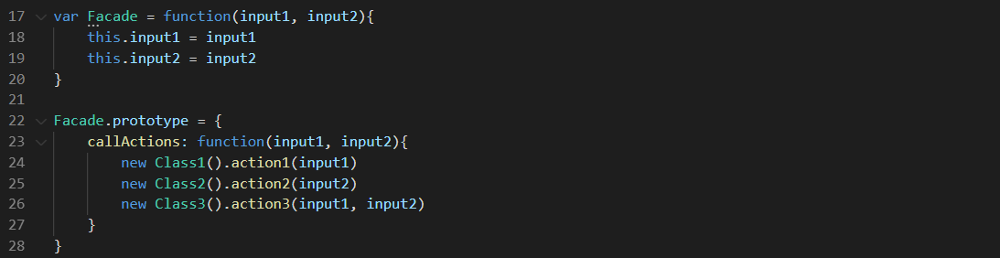 17 var Facade = function(input1, input2){
18     this.input1 = input1
19     this.input2 = input2
20 }
21
22 Facade.prototype = {
23     callActions: function(input1, input2){
24         new Class1().action1(input1)
25         new Class2().action2(input2)
26         new Class3().action3(input1, input2)
27     }
28 }